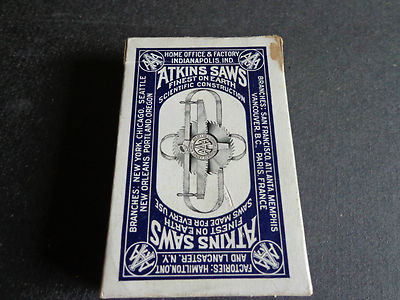 HOME OFFICE & FACTORY
INDIANAPOLIS, IND.
ATKINS SAWS
FINEST ON EARTH
SCIENTIFIC CONSTRUCTION
BRANCHES: NEW YORK, CHICAGO, SEATTLE
NEW ORLEANS, PORTLAND, OREGON
BRANCHES: SAN FRANCISCO, ATLANTA, MEMPHIS
VANCOUVER, B.C. PARIS, FRANCE
SAWS MADE FOR EVERY USE
FINEST ON EARTH
ATKINS SAWS
FACTORIES: HAMILTON, ONT.
AND LANCASTER, N.Y.